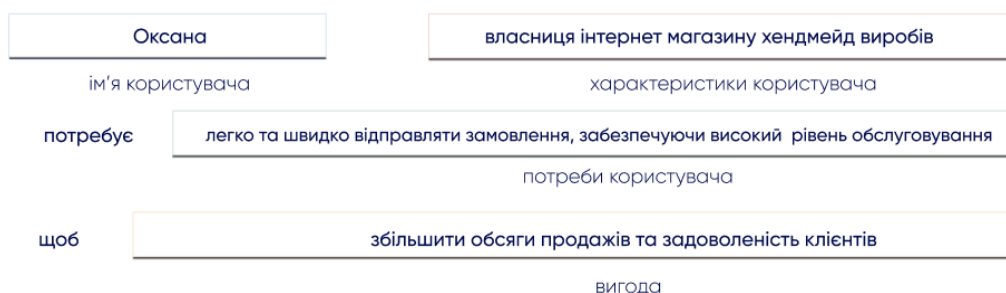 Оксана власниця інтернет магазину хендмейд виробів
ім'я користувача характеристики користувача
потребує легко та швидко відправляти замовлення, забезпечуючи високий рівень обслуговування
потреби користувача
щоб збільшити обсяги продажів та задоволеність клієнтів
вигода